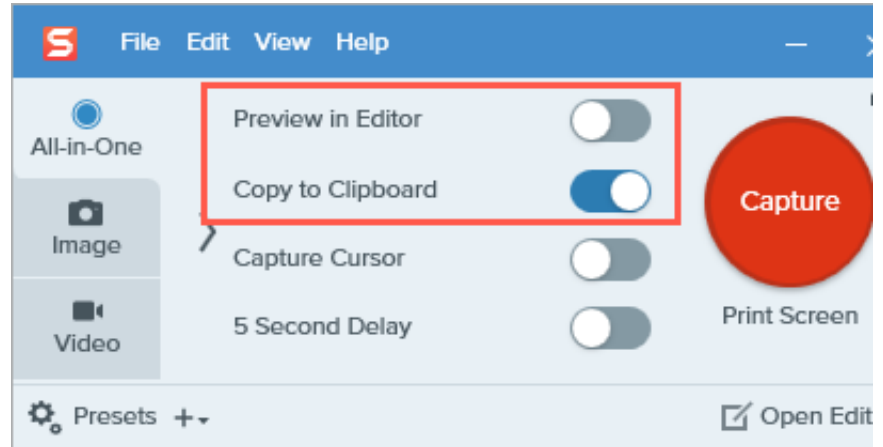 S File Edit View Help
All-in-One
Image
Video
Preview in Editor
Copy to Clipboard
Capture Cursor
5 Second Delay
Capture
Print Screen
Presets
Open Edit